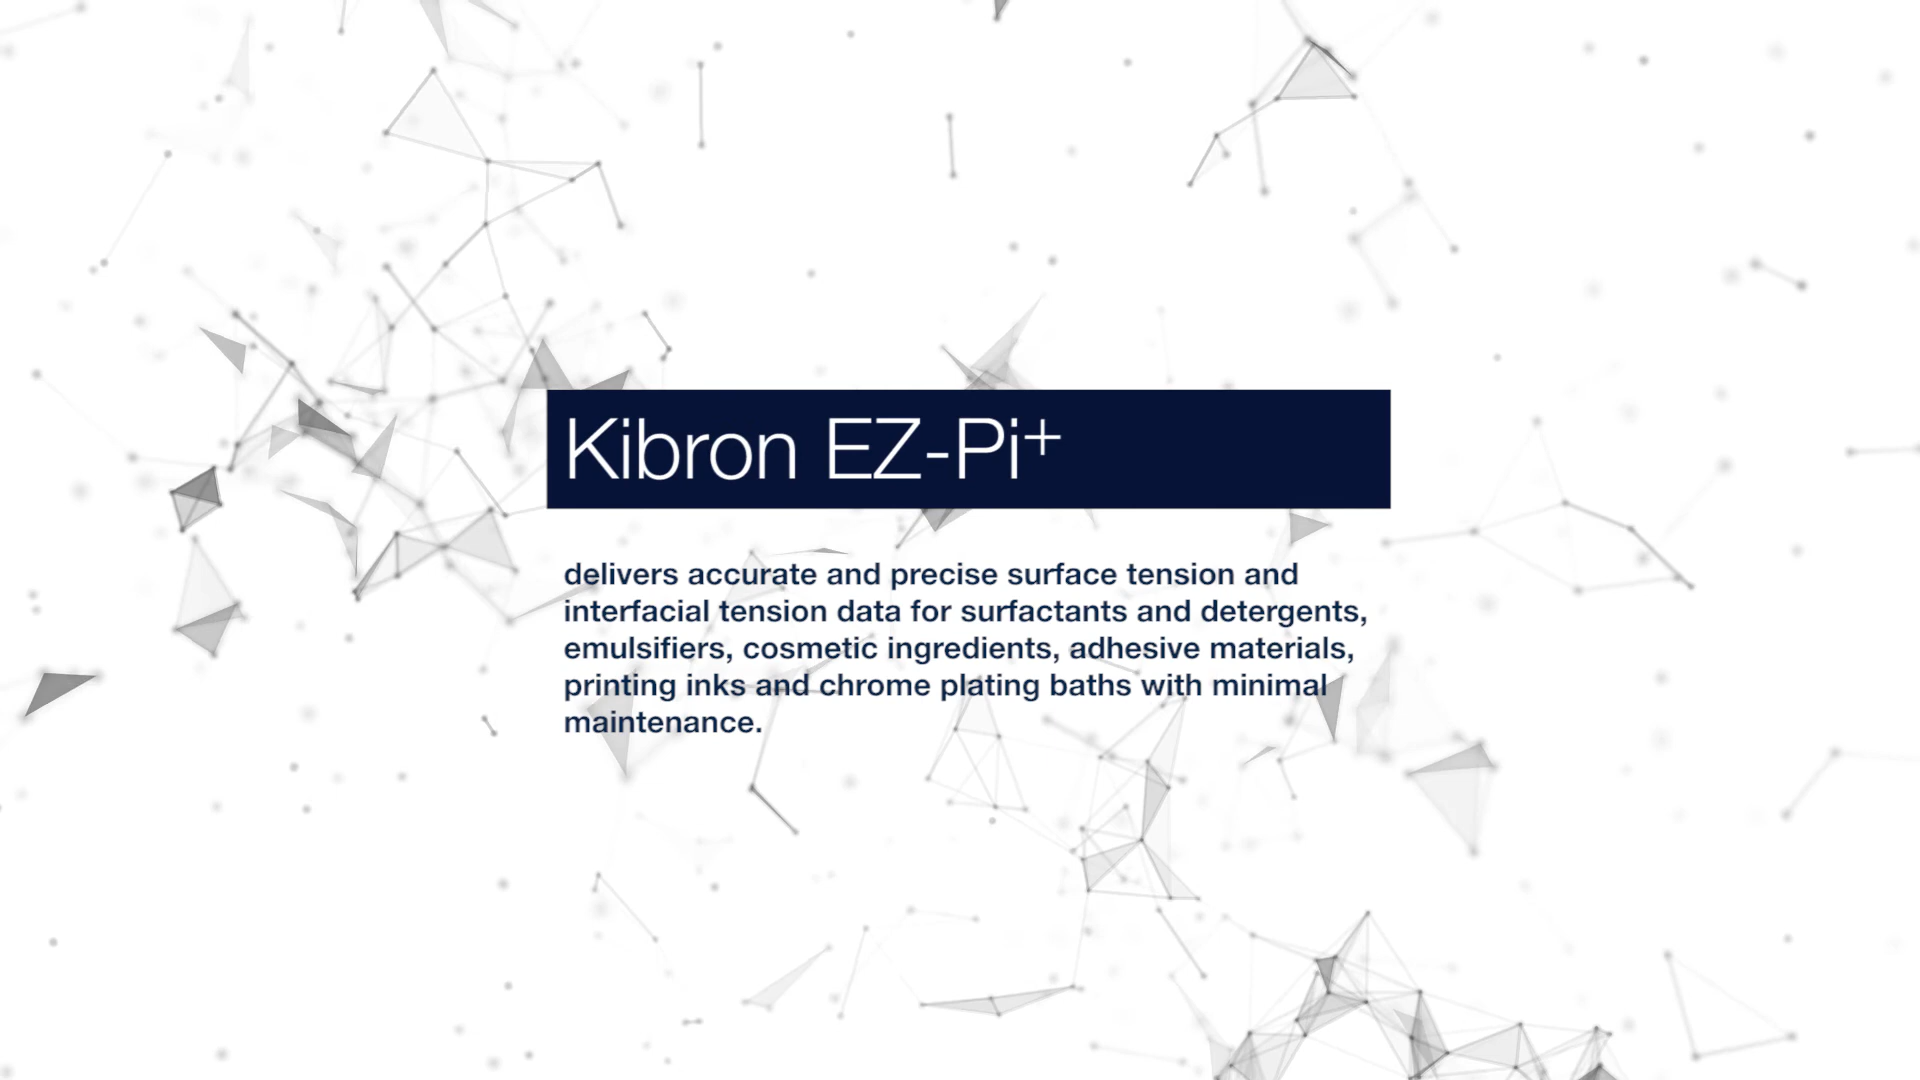 Kibron EZ-Pi⁺
delivers accurate and precise surface tension and
interfacial tension data for surfactants and detergents,
emulsifiers, cosmetic ingredients, adhesive materials,
printing inks and chrome plating baths with minimal
maintenance.